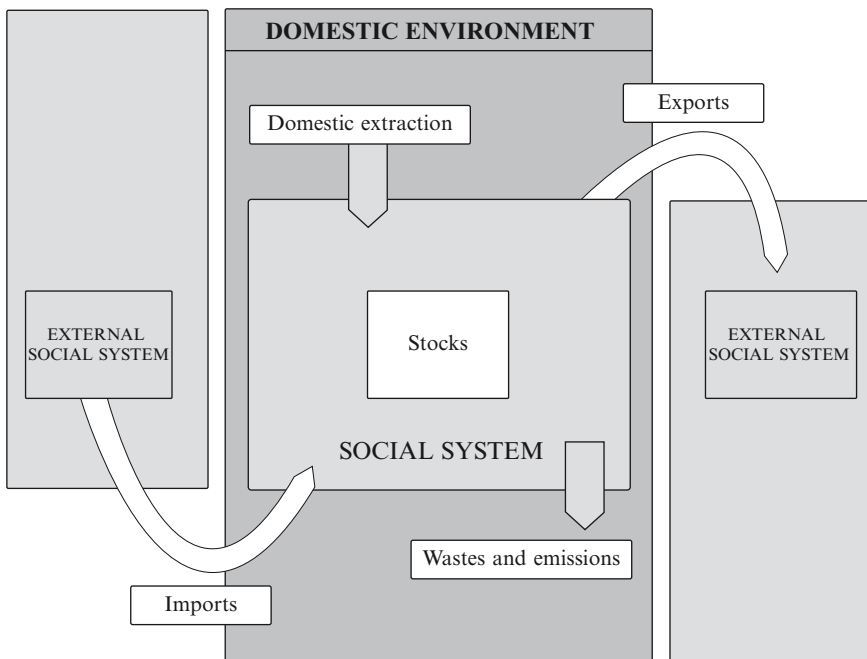 DOMESTIC ENVIRONMENT
Exports
Domestic extraction
EXTERNAL
SOCIAL SYSTEM
Stocks
EXTERNAL
SOCIAL SYSTEM
SOCIAL SYSTEM
Wastes and emissions
Imports